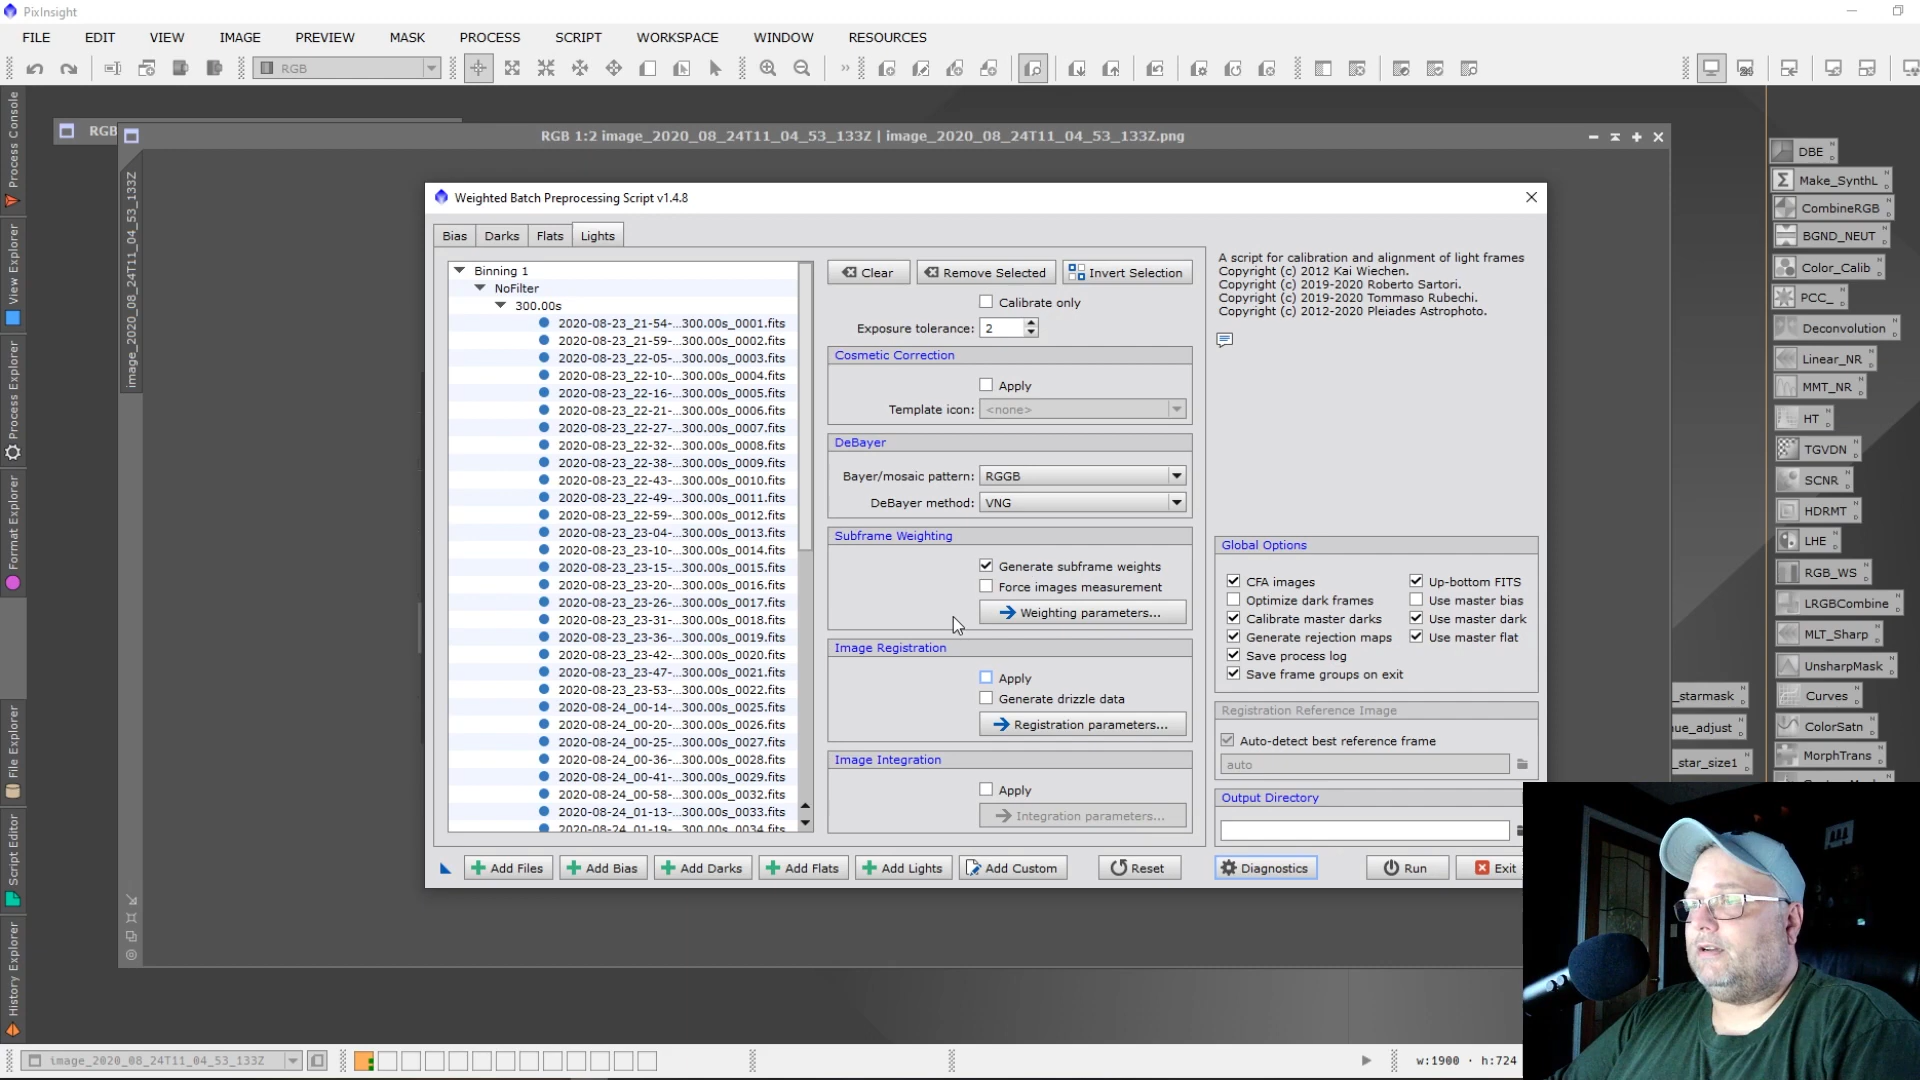 PixInsight
FILE EDIT VIEW IMAGE PREVIEW MASK PROCESS SCRIPT WORKSPACE WINDOW RESOURCES
RGB
RGB
RGB 1:2 image_2020_08_24T11_04_53_133Z | image_2020_08_24T11_04_53_133Z.png
image_2020_08_24T11_04_53_133Z
Process Console
View Explorer
Process Explorer
Format Explorer
File Explorer
Script Editor
History Explorer
Weighted Batch Preprocessing Script v1.4.8
Bias Darks Flats Lights
Binning 1
NoFilter
300.00s
2020-08-23_21-54-...300.00s_0001.fits
2020-08-23_21-59-...300.00s_0002.fits
2020-08-23_22-05-...300.00s_0003.fits
2020-08-23_22-10-...300.00s_0004.fits
2020-08-23_22-16-...300.00s_0005.fits
2020-08-23_22-21-...300.00s_0006.fits
2020-08-23_22-27-...300.00s_0007.fits
2020-08-23_22-32-...300.00s_0008.fits
2020-08-23_22-38-...300.00s_0009.fits
2020-08-23_22-43-...300.00s_0010.fits
2020-08-23_22-49-...300.00s_0011.fits
2020-08-23_22-59-...300.00s_0012.fits
2020-08-23_23-04-...300.00s_0013.fits
2020-08-23_23-10-...300.00s_0014.fits
2020-08-23_23-15-...300.00s_0015.fits
2020-08-23_23-20-...300.00s_0016.fits
2020-08-23_23-26-...300.00s_0017.fits
2020-08-23_23-31-...300.00s_0018.fits
2020-08-23_23-36-...300.00s_0019.fits
2020-08-23_23-42-...300.00s_0020.fits
2020-08-23_23-47-...300.00s_0021.fits
2020-08-23_23-53-...300.00s_0022.fits
2020-08-24_00-14-...300.00s_0025.fits
2020-08-24_00-20-...300.00s_0026.fits
2020-08-24_00-25-...300.00s_0027.fits
2020-08-24_00-36-...300.00s_0028.fits
2020-08-24_00-41-...300.00s_0029.fits
2020-08-24_00-58-...300.00s_0032.fits
2020-08-24_01-13-...300.00s_0033.fits
2020-08-24_01-19-...300.00s_0034.fits
Clear Remove Selected Invert Selection
Calibrate only
Exposure tolerance: 2
Cosmetic Correction
Apply
Template icon: <none>
DeBayer
Bayer/mosaic pattern: RGGB
DeBayer method: VNG
Subframe Weighting
Generate subframe weights
Force images measurement
Weighting parameters...
Image Registration
Apply
Generate drizzle data
Registration parameters...
Image Integration
Apply
Integration parameters...
A script for calibration and alignment of light frames
Copyright (c) 2012 Kai Wiechen.
Copyright (c) 2019-2020 Roberto Sartori.
Copyright (c) 2019-2020 Tommaso Rubechi.
Copyright (c) 2012-2020 Pleiades Astrophoto.
Global Options
CFA images Up-bottom FITS
Optimize dark frames Use master bias
Calibrate master darks Use master dark
Generate rejection maps Use master flat
Save process log
Save frame groups on exit
Registration Reference Image
Auto-detect best reference frame
auto
Output Directory
Add Files Add Bias Add Darks Add Flats Add Lights Add Custom Reset Diagnostics Run Exit
DBE
Make_SynthL
CombineRGB
BGND_NEUT
Color_Calib
PCC_
Deconvolution
Linear_NR
MMT_NR
HT
TGVDN
SCNR
HDRMT
LHE
RGB_WS
LRGBCombine
MLT_Sharp
UnsharpMask
_starmask Curves
ue_adjust ColorSatn
MorphTrans
_star_size1
image_2020_08_24T11_04_53_133Z
w:1900 · h:724